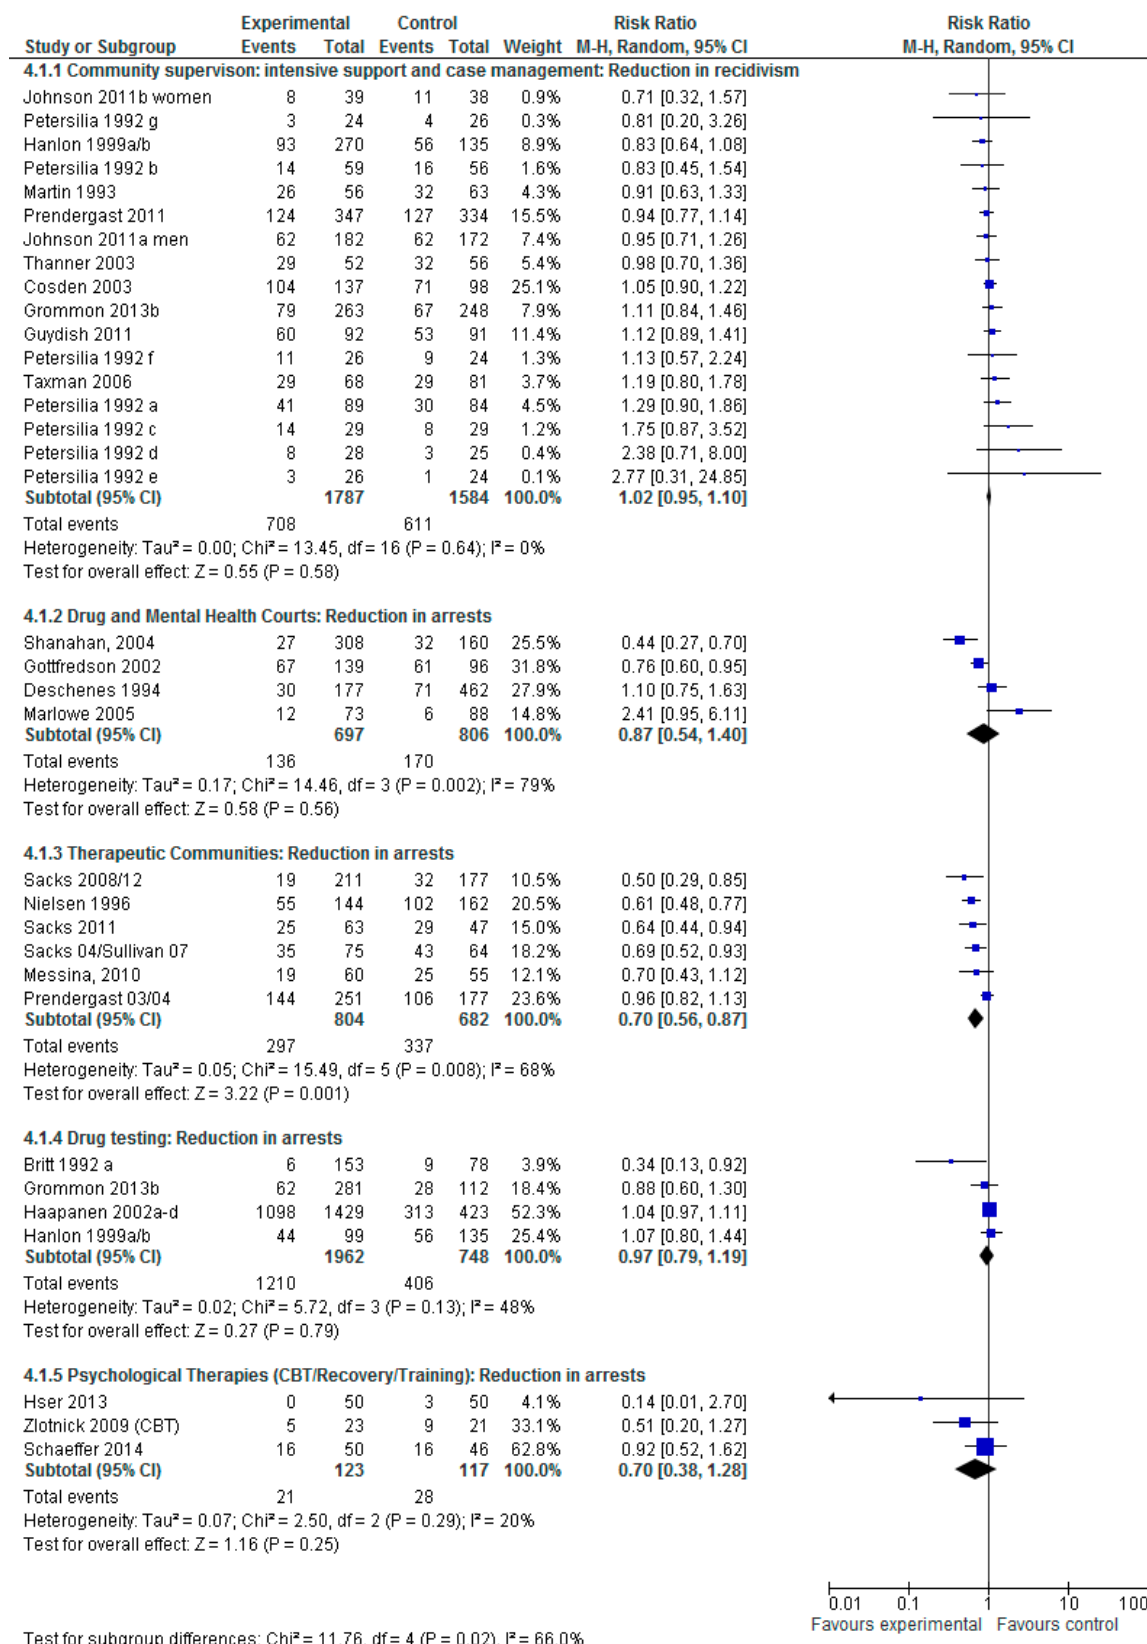 Experimental Control Risk Ratio Risk Ratio
Study or Subgroup Events Total Events Total Weight M-H, Random, 95% CI M-H, Random, 95% CI
4.1.1 Community supervison: intensive support and case management: Reduction in recidivism
Johnson 2011b women 8 39 11 38 0.9% 0.71 [0.32, 1.57]
Petersilia 1992 g 3 24 4 26 0.3% 0.81 [0.20, 3.26]
Hanlon 1999a/b 93 270 56 135 8.9% 0.83 [0.64, 1.08]
Petersilia 1992 b 14 59 16 56 1.6% 0.83 [0.45, 1.54]
Martin 1993 26 56 32 63 4.3% 0.91 [0.63, 1.33]
Prendergast 2011 124 347 127 334 15.5% 0.94 [0.77, 1.14]
Johnson 2011a men 62 182 62 172 7.4% 0.95 [0.71, 1.26]
Thanner 2003 29 52 32 56 5.4% 0.98 [0.70, 1.36]
Cosden 2003 104 137 71 98 25.1% 1.05 [0.90, 1.22]
Grommon 2013b 79 263 67 248 7.9% 1.11 [0.84, 1.46]
Guydish 2011 60 92 53 91 11.4% 1.12 [0.89, 1.41]
Petersilia 1992 f 11 26 9 24 1.3% 1.13 [0.57, 2.24]
Taxman 2006 29 68 29 81 3.7% 1.19 [0.80, 1.78]
Petersilia 1992 a 41 89 30 84 4.5% 1.29 [0.90, 1.86]
Petersilia 1992 c 14 29 8 29 1.2% 1.75 [0.87, 3.52]
Petersilia 1992 d 8 28 3 25 0.4% 2.38 [0.71, 8.00]
Petersilia 1992 e 3 26 1 24 0.1% 2.77 [0.31, 24.85]
Subtotal (95% CI) 1787 1584 100.0% 1.02 [0.95, 1.10]
Total events 708 611
Heterogeneity: Tau² = 0.00; Chi² = 13.45, df = 16 (P = 0.64); I² = 0%
Test for overall effect: Z = 0.55 (P = 0.58)
4.1.2 Drug and Mental Health Courts: Reduction in arrests
Shanahan, 2004 27 308 32 160 25.5% 0.44 [0.27, 0.70]
Gottfredson 2002 67 139 61 96 31.8% 0.76 [0.60, 0.95]
Deschenes 1994 30 177 71 462 27.9% 1.10 [0.75, 1.63]
Marlowe 2005 12 73 6 88 14.8% 2.41 [0.95, 6.11]
Subtotal (95% CI) 697 806 100.0% 0.87 [0.54, 1.40]
Total events 136 170
Heterogeneity: Tau² = 0.17; Chi² = 14.46, df = 3 (P = 0.002); I² = 79%
Test for overall effect: Z = 0.58 (P = 0.56)
4.1.3 Therapeutic Communities: Reduction in arrests
Sacks 2008/12 19 211 32 177 10.5% 0.50 [0.29, 0.85]
Nielsen 1996 55 144 102 162 20.5% 0.61 [0.48, 0.77]
Sacks 2011 25 63 29 47 15.0% 0.64 [0.44, 0.94]
Sacks 04/Sullivan 07 35 75 43 64 18.2% 0.69 [0.52, 0.93]
Messina, 2010 19 60 25 55 12.1% 0.70 [0.43, 1.12]
Prendergast 03/04 144 251 106 177 23.6% 0.96 [0.82, 1.13]
Subtotal (95% CI) 804 682 100.0% 0.70 [0.56, 0.87]
Total events 297 337
Heterogeneity: Tau² = 0.05; Chi² = 15.49, df = 5 (P = 0.008); I² = 68%
Test for overall effect: Z = 3.22 (P = 0.001)
4.1.4 Drug testing: Reduction in arrests
Britt 1992 a 6 153 9 78 3.9% 0.34 [0.13, 0.92]
Grommon 2013b 62 281 28 112 18.4% 0.88 [0.60, 1.30]
Haapanen 2002a-d 1098 1429 313 423 52.3% 1.04 [0.97, 1.11]
Hanlon 1999a/b 44 99 56 135 25.4% 1.07 [0.80, 1.44]
Subtotal (95% CI) 1962 748 100.0% 0.97 [0.79, 1.19]
Total events 1210 406
Heterogeneity: Tau² = 0.02; Chi² = 5.72, df = 3 (P = 0.13); I² = 48%
Test for overall effect: Z = 0.27 (P = 0.79)
4.1.5 Psychological Therapies (CBT/Recovery/Training): Reduction in arrests
Hser 2013 0 50 3 50 4.1% 0.14 [0.01, 2.70]
Zlotnick 2009 (CBT) 5 23 9 21 33.1% 0.51 [0.20, 1.27]
Schaeffer 2014 16 50 16 46 62.8% 0.92 [0.52, 1.62]
Subtotal (95% CI) 123 117 100.0% 0.70 [0.38, 1.28]
Total events 21 28
Heterogeneity: Tau² = 0.07; Chi² = 2.50, df = 2 (P = 0.29); I² = 20%
Test for overall effect: Z = 1.16 (P = 0.25)
0.01 0.1 1 10 100
Favours experimental Favours control
Test for subgroup differences: Chi² = 11.76, df = 4 (P = 0.02), I² = 66.0%